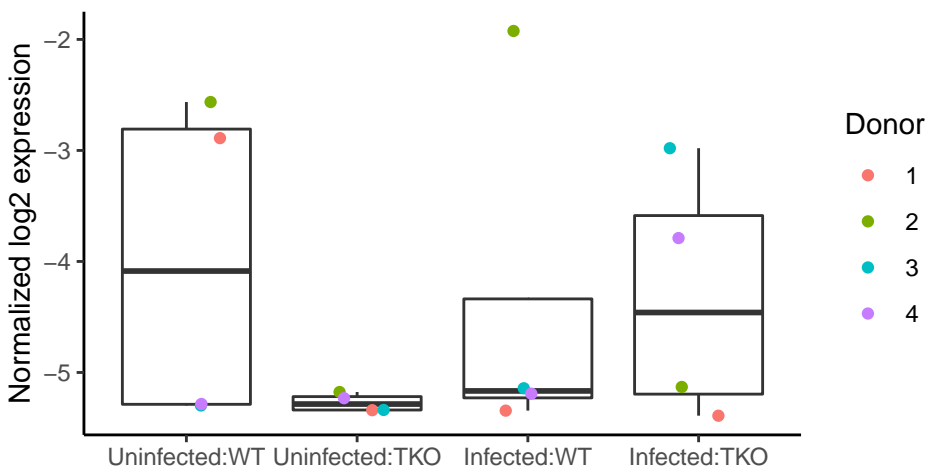 Normalized log2 expression
−2
−3
−4
−5
Uninfected:WT Uninfected:TKO Infected:WT Infected:TKO
Donor
1
2
3
4